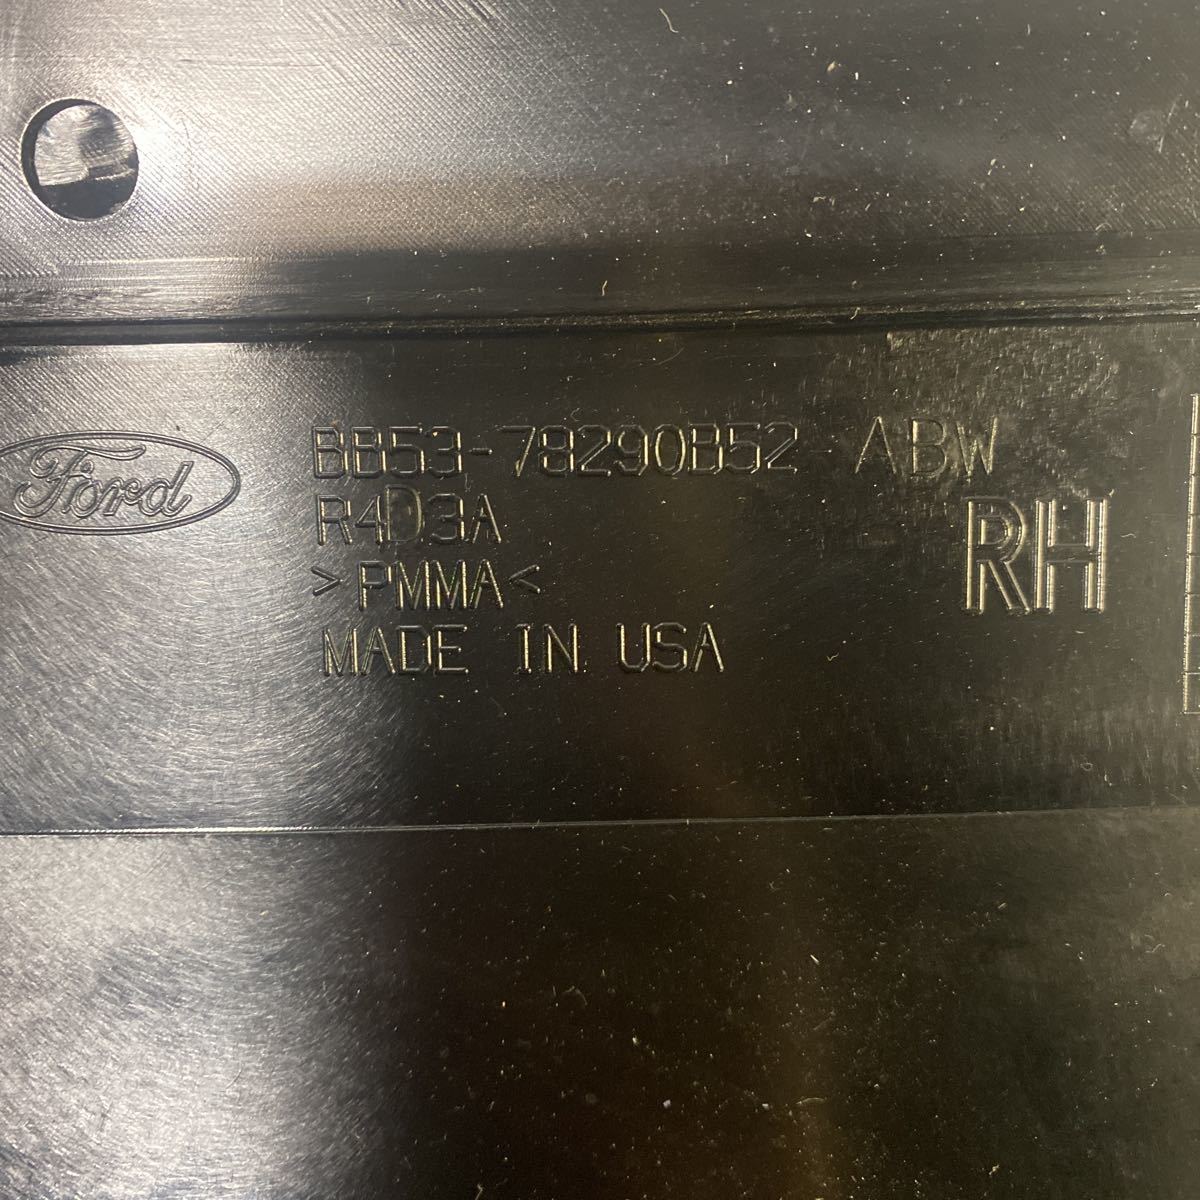 Ford
BB53-78290B52-ABW
R4D3A
>PMMA<
RH
MADE IN USA